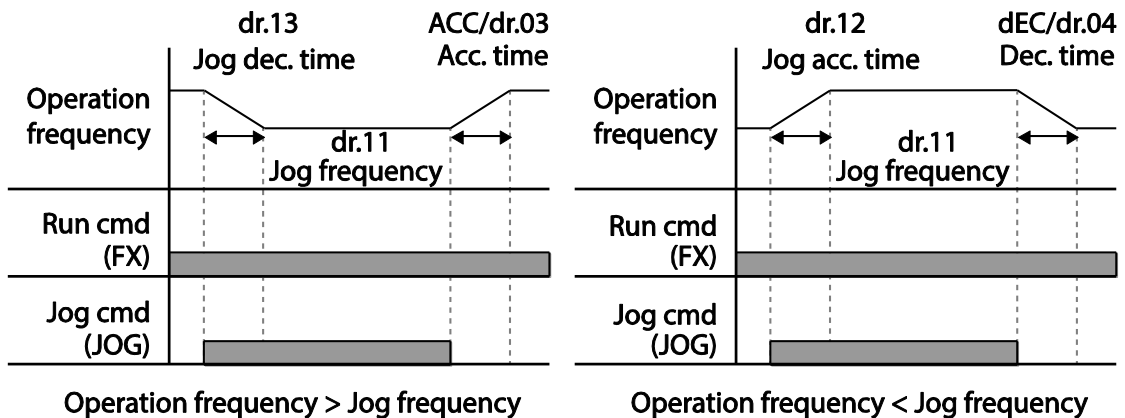 dr.13
Jog dec. time
ACC/dr.03
Acc. time
Operation
frequency
dr.11
Jog frequency
Run cmd
(FX)
Jog cmd
(JOG)
Operation frequency > Jog frequency
dr.12
Jog acc. time
dEC/dr.04
Dec. time
Operation
frequency
dr.11
Jog frequency
Run cmd
(FX)
Jog cmd
(JOG)
Operation frequency < Jog frequency